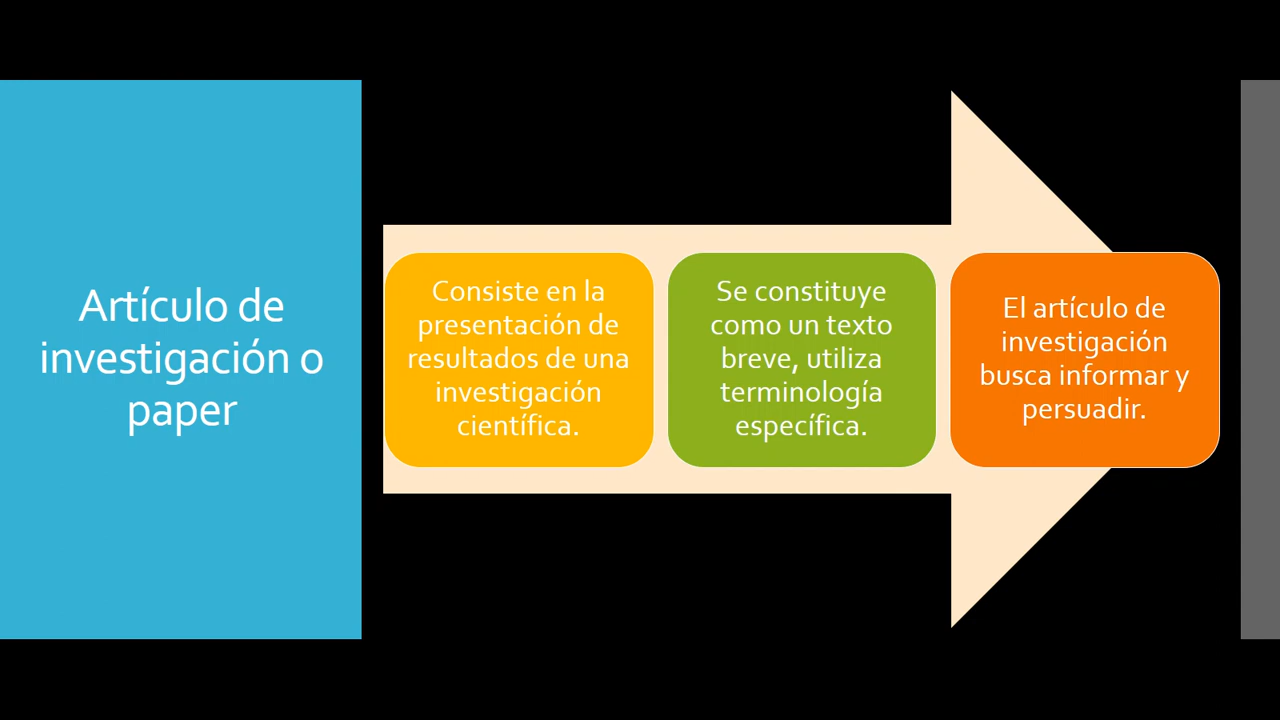 Artículo de
investigación o
paper
Consiste en la
presentación de
resultados de una
investigación
científica.
Se constituye
como un texto
breve, utiliza
terminología
específica.
El artículo de
investigación
busca informar y
persuadir.